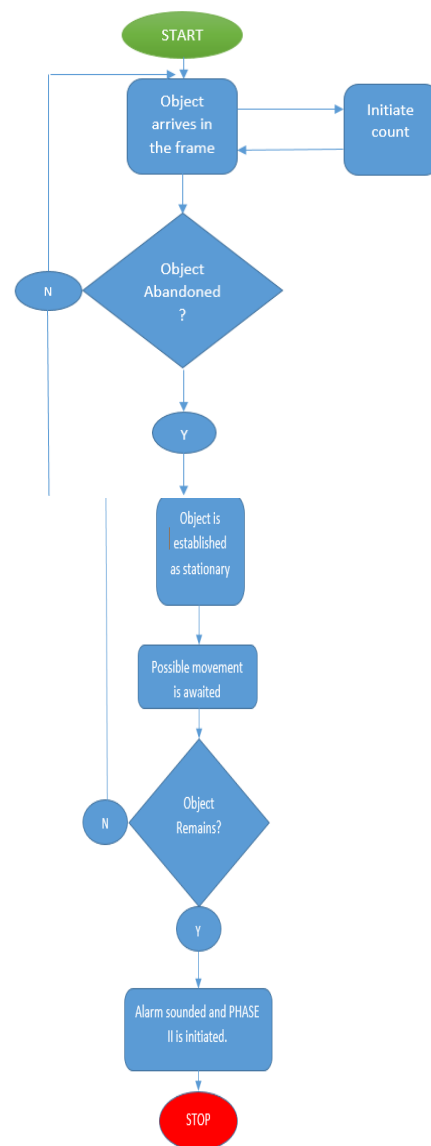 START
Object
arrives in
the frame
Initiate
count
Object
Abandoned
?
N
Y
Object is
established
as stationary
Possible movement
is awaited
Object
Remains?
N
Y
Alarm sounded and PHASE
II is initiated.
STOP